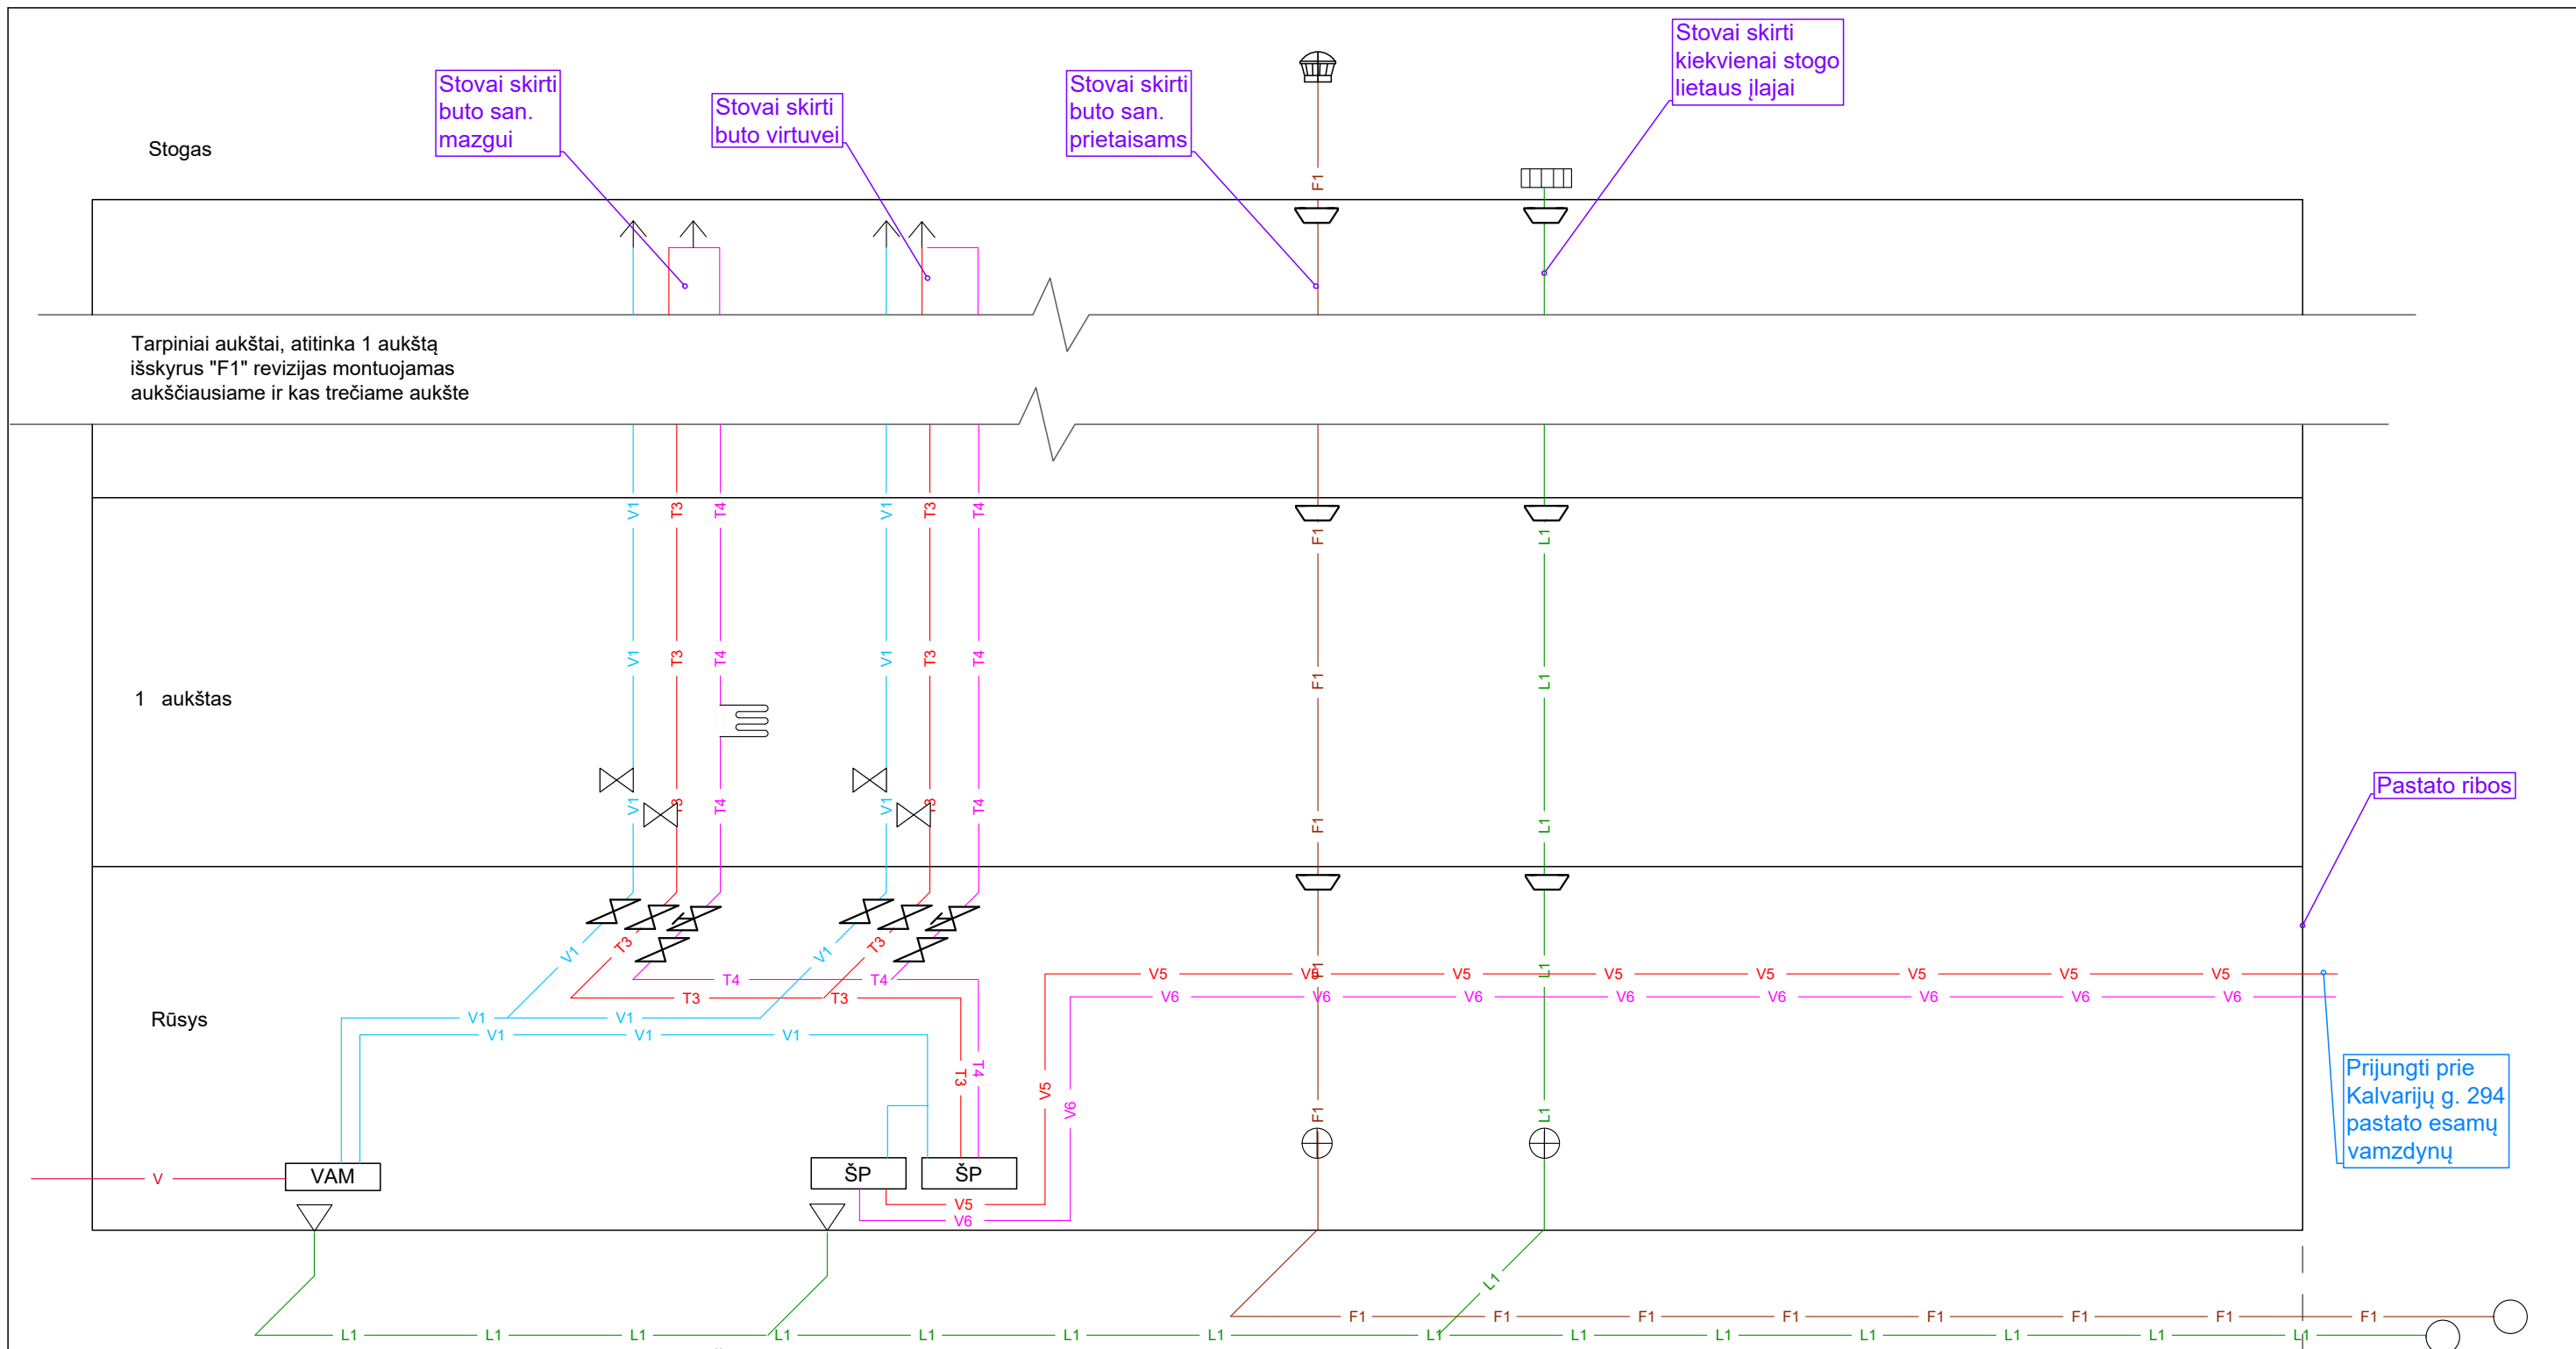 Stovai skirti
kiekvienai stogo
lietaus įlajai
Stovai skirti
buto san.
mazgui
Stovai skirti
buto virtuvei
Stovai skirti
buto san.
prietaisams
Stogas
F1
Tarpiniai aukštai, atitinka 1 aukštą
išskyrus "F1" revizijas montuojamas
aukščiausiame ir kas trečiame aukšte
V1 T3 T4 V1 T3 T4 F1 L1
V1 T3 T4 V1 T3 T4 F1 L1
1 aukštas
V1 T3 T4 V1 T3 T4 F1 L1
Pastato ribos
V1 T3 V1 T3
T4 T4 V5 V5 F1 V5 L1 V5 V5 V5 V5 V5
T3 T3 V6 V6 V6 V6 V6 V6 V6 V6
Rūsys
V1 V1
V1 V1 V1
T3 T4 V5 V6 F1 L1
Prijungti prie
Kalvarijų g. 294
pastato esamų
vamzdynų
V VAM ŠP ŠP
V5
V6
L1
F1 F1 F1 F1 F1 F1 F1 F1
L1 L1 L1 L1 L1 L1 L1 L1 L1 L1 L1 L1 L1 L1